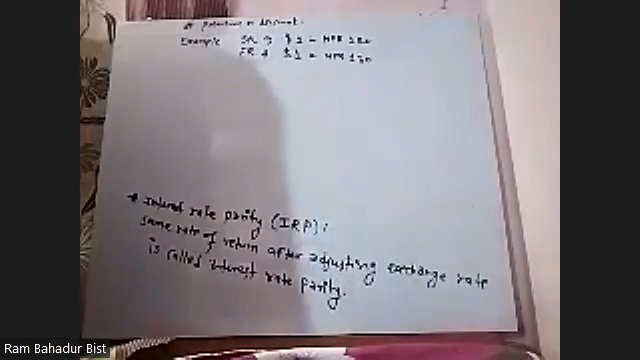 * Premium or discount.
Example SR → $1 = NPR 120
FR → $1 = NPR 130
* Interest rate parity (IRP):
same rate of return after adjusting exchange rate
is called interest rate parity.
Ram Bahadur Bist